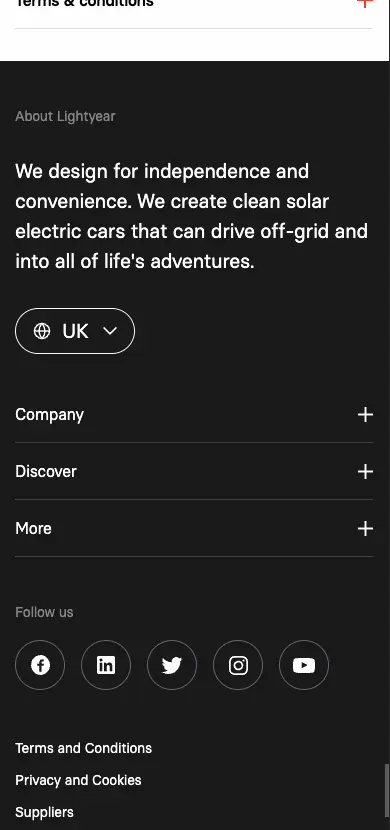 Terms & conditions
About Lightyear
We design for independence and
convenience. We create clean solar
electric cars that can drive off-grid and
into all of life's adventures.
UK
Company
Discover
More
Follow us
Terms and Conditions
Privacy and Cookies
Suppliers